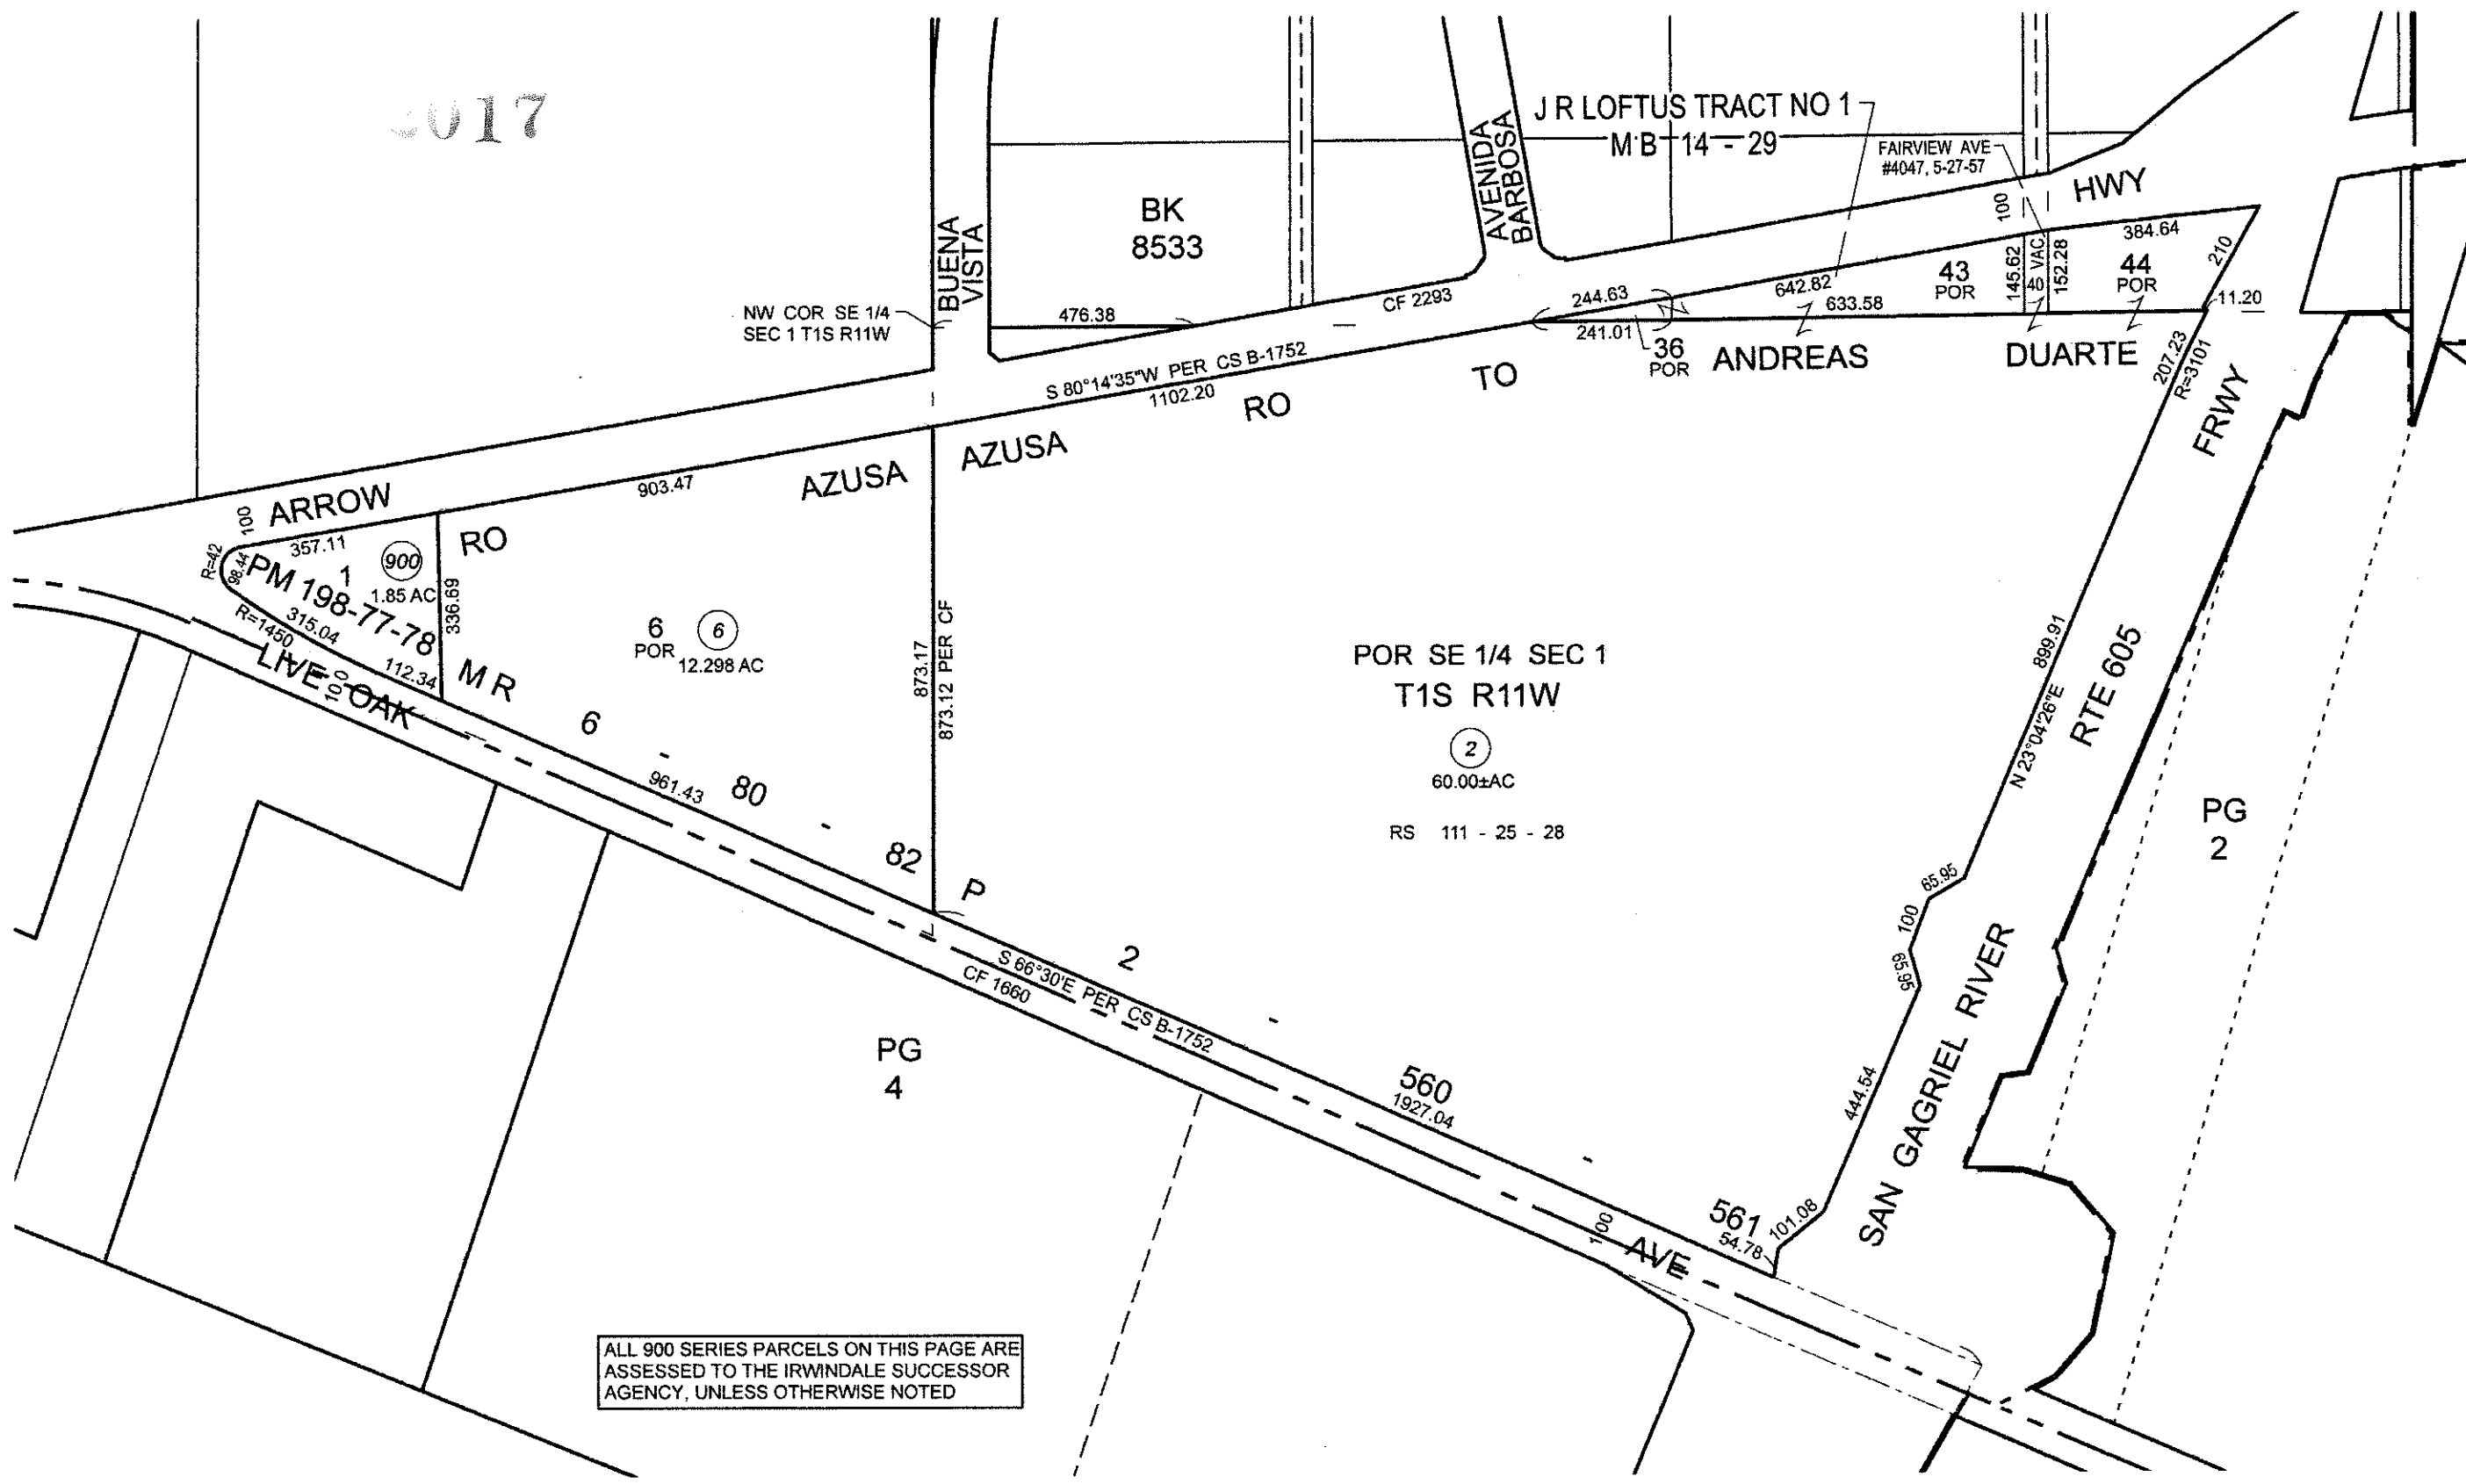 2017
J R LOFTUS TRACT NO 1
M B 14 - 29
FAIRVIEW AVE
#4047, 5-27-57
AVENIDA
BARBOSA
BUENA
VISTA
BK
8533
HWY
100
384.64
210
145.62
40 VAC
152.28
43
POR
44
POR
11.20
NW COR SE 1/4
SEC 1 T1S R11W
476.38
CF 2293
244.63
642.82
633.58
241.01
36
POR
ANDREAS
DUARTE
TO
RO
S 80°14'35"W PER CS B-1752
1102.20
207.23
R=3101
FRWY
AZUSA
AZUSA
903.47
ARROW
100
357.11
RO
R=42
98.44
PM 198-77-78
1
900
1.85 AC
336.69
R=1450
315.04
112.34
LIVE OAK
100
M R 6 - 80 - 82
6
POR
6
12.298 AC
873.17
873.12 PER CF
961.43
POR SE 1/4 SEC 1
T1S R11W
2
60.00±AC
RS 111 - 25 - 28
899.91
N 23°04'26"E
RTE 605
PG
2
65.95
100
65.95
P 2 - 560 - 561
S 66°30'E PER CS B-1752
CF 1660
1927.04
PG
4
444.54
SAN GAGRIEL RIVER
101.08
54.78
100
AVE
ALL 900 SERIES PARCELS ON THIS PAGE ARE
ASSESSED TO THE IRWINDALE SUCCESSOR
AGENCY, UNLESS OTHERWISE NOTED